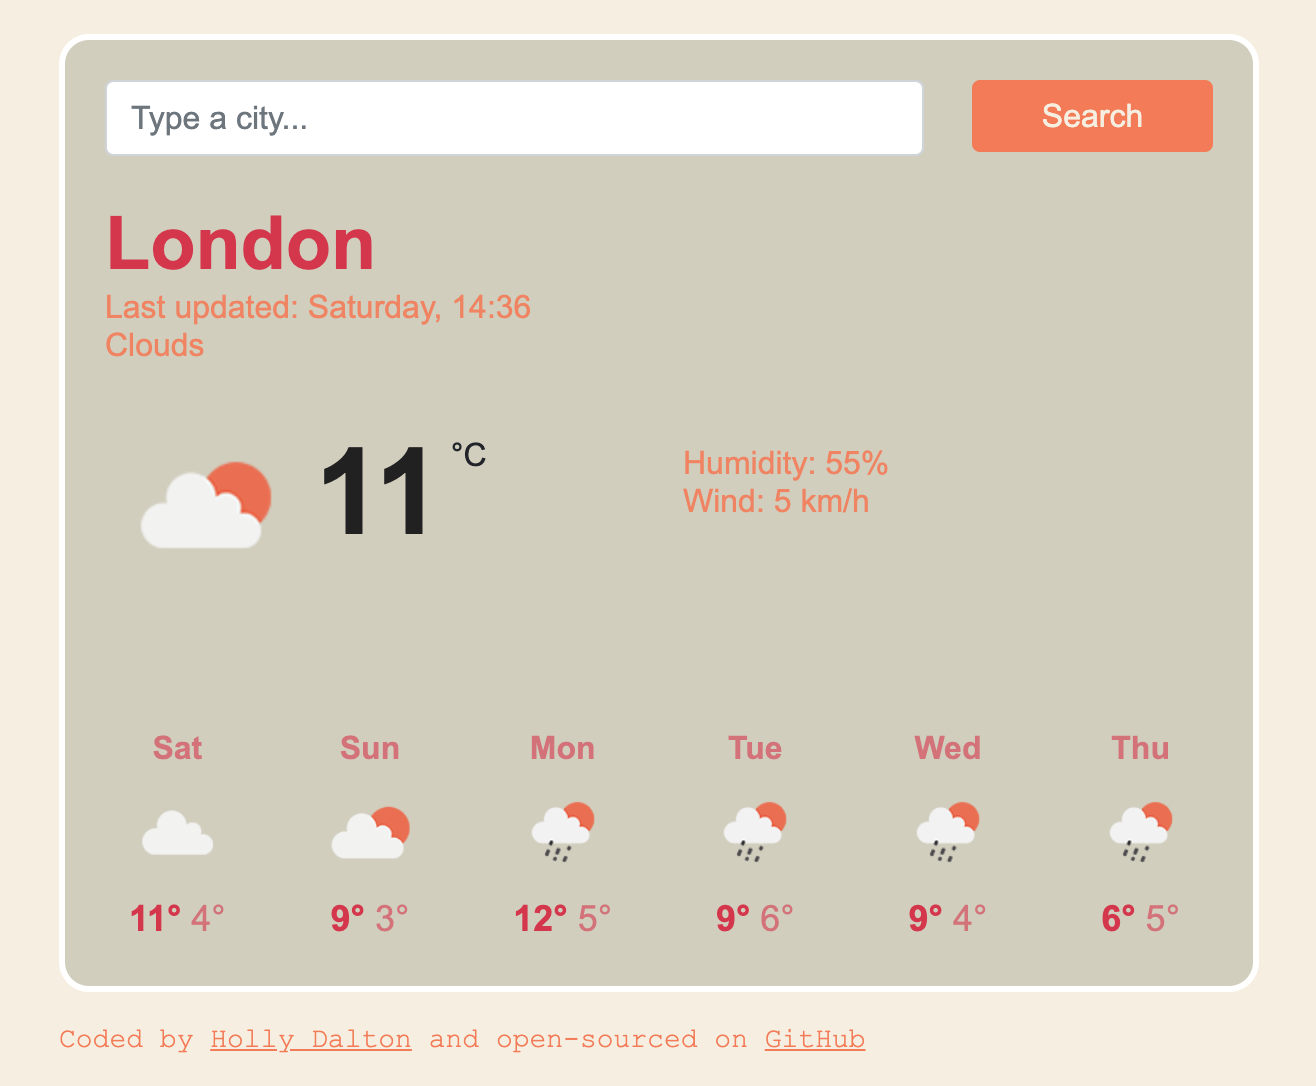 Type a city...
Search
London
Last updated: Saturday, 14:36
Clouds
11 °C
Humidity: 55%
Wind: 5 km/h
Sat Sun Mon Tue Wed Thu
11° 4° 9° 3° 12° 5° 9° 6° 9° 4° 6° 5°
Coded by Holly Dalton and open-sourced on GitHub